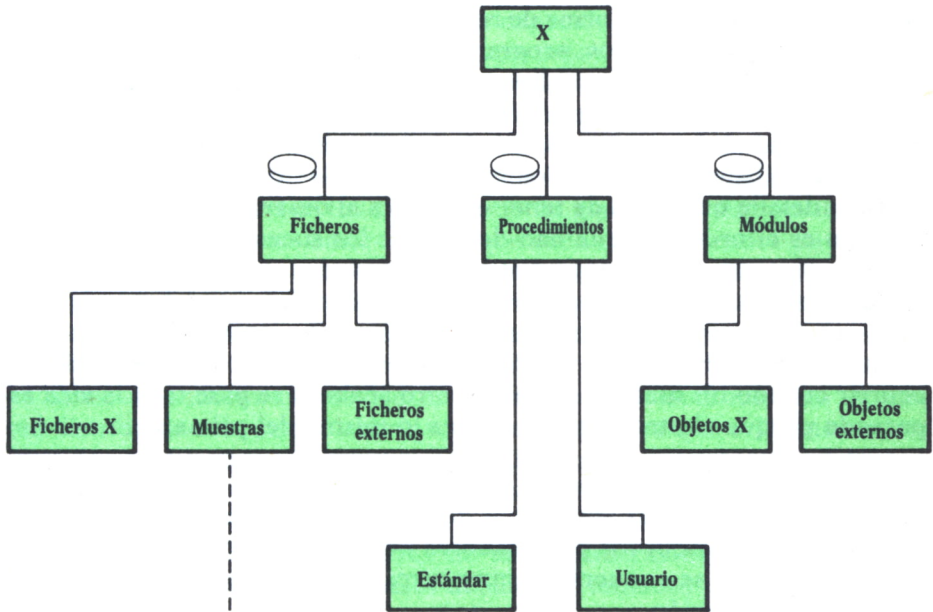 X
Ficheros
Procedimientos
Módulos
Ficheros X
Muestras
Ficheros
externos
Objetos X
Objetos
externos
Estándar
Usuario